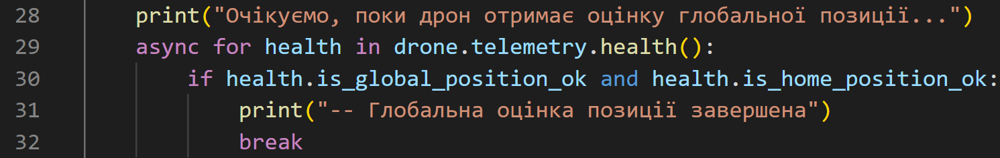 28 print("Очікуємо, поки дрон отримає оцінку глобальної позиції...")
29 async for health in drone.telemetry.health():
30 if health.is_global_position_ok and health.is_home_position_ok:
31 print("-- Глобальна оцінка позиції завершена")
32 break